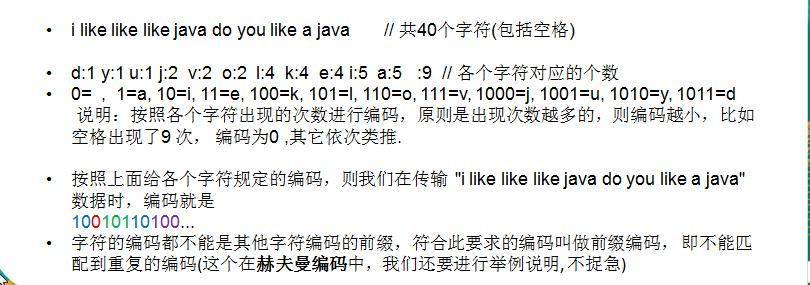 • i like like like java do you like a java // 共40个字符(包括空格)
• d:1 y:1 u:1 j:2 v:2 o:2 l:4 k:4 e:4 i:5 a:5 :9 // 各个字符对应的个数
• 0= , 1=a, 10=i, 11=e, 100=k, 101=l, 110=o, 111=v, 1000=j, 1001=u, 1010=y, 1011=d
说明：按照各个字符出现的次数进行编码，原则是出现次数越多的，则编码越小，比如
空格出现了9 次， 编码为0 ,其它依次类推.
• 按照上面给各个字符规定的编码，则我们在传输 "i like like like java do you like a java"
数据时，编码就是
10010110100...
• 字符的编码都不能是其他字符编码的前缀，符合此要求的编码叫做前缀编码， 即不能匹
配到重复的编码(这个在赫夫曼编码中，我们还要进行举例说明, 不捉急)